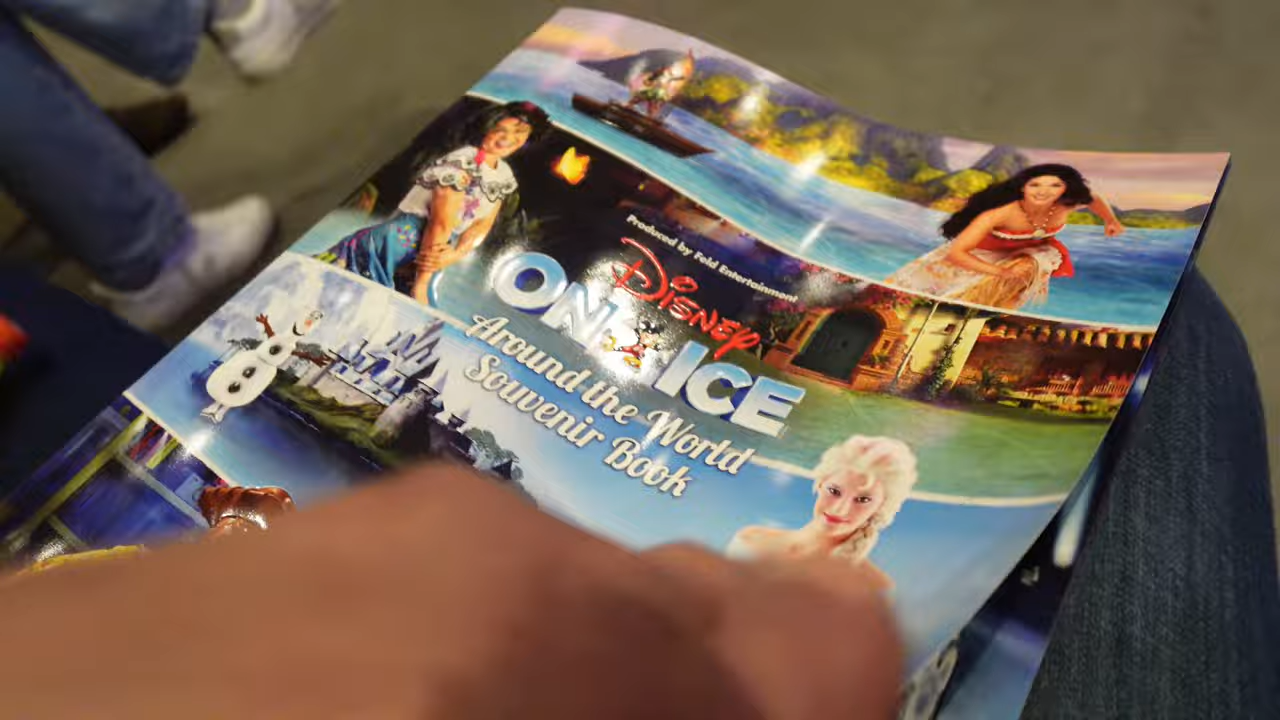 Produced by Feld Entertainment
Disney
ON ICE
Around the World
Souvenir Book